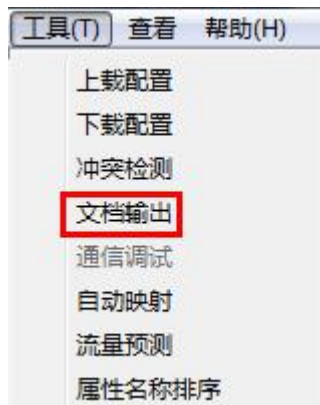 工具(T) 查看 帮助(H)
上载配置
下载配置
冲突检测
文档输出
通信调试
自动映射
流量预测
属性名称排序